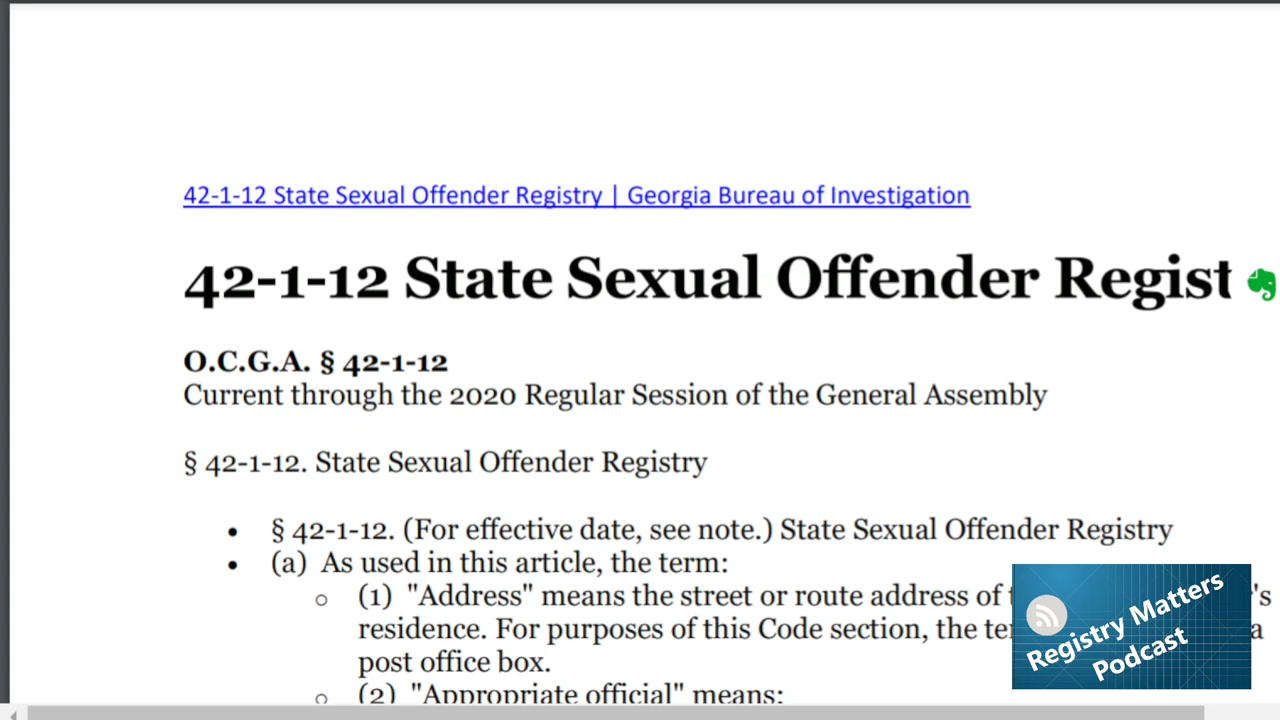 42-1-12 State Sexual Offender Registry | Georgia Bureau of Investigation
42-1-12 State Sexual Offender Regist
O.C.G.A. § 42-1-12
Current through the 2020 Regular Session of the General Assembly
§ 42-1-12. State Sexual Offender Registry
• § 42-1-12. (For effective date, see note.) State Sexual Offender Registry
• (a) As used in this article, the term:
o (1) "Address" means the street or route address of 's
residence. For purposes of this Code section, the a
post office box.
o (2) "Appropriate official" means:
Registry Matters
Podcast